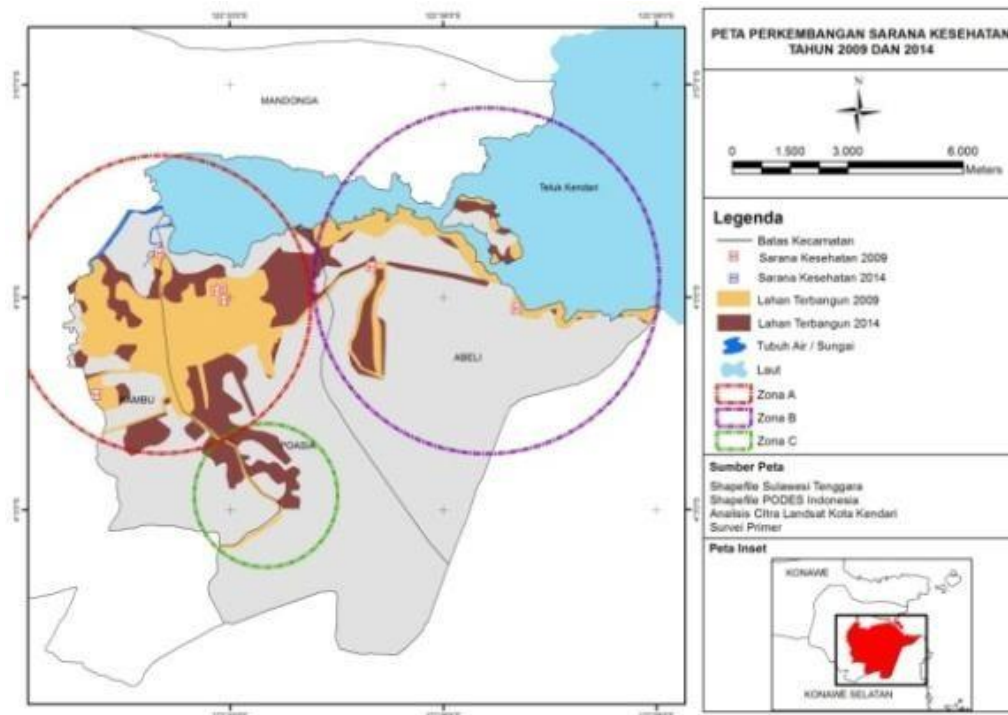 PETA PERKEMBANGAN SARANA KESEHATAN
TAHUN 2009 DAN 2014
N
0 1.500 3.000 6.000
Meters
Legenda
Batas Kecamatan
Sarana Kesehatan 2009
Sarana Kesehatan 2014
Lahan Terbangun 2009
Lahan Terbangun 2014
Tubuh Air / Sungai
Laut
Zona A
Zona B
Zona C
Sumber Peta
Shapefile Sulawesi Tenggara
Shapefile PODES Indonesia
Analisis Citra Landsat Kota Kendari
Survei Primer
Peta Inset
KONAWE
KONAWE SELATAN
MANDONGA
Teluk Kendari
ABELI
KAMBU
POASIA